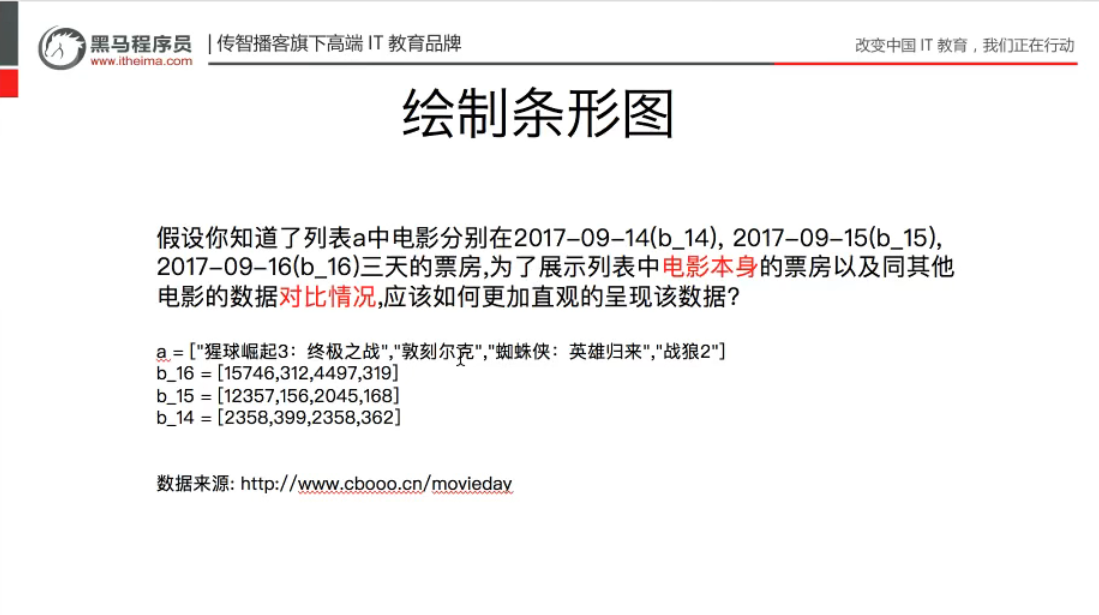 黑马程序员
www.itheima.com
|传智播客旗下高端 IT 教育品牌
改变中国 IT 教育，我们正在行动
绘制条形图
假设你知道了列表a中电影分别在2017-09-14(b_14), 2017-09-15(b_15),
2017-09-16(b_16)三天的票房,为了展示列表中电影本身的票房以及同其他
电影的数据对比情况,应该如何更加直观的呈现该数据?
a = ["猩球崛起3：终极之战","敦刻尔克","蜘蛛侠：英雄归来","战狼2"]
b_16 = [15746,312,4497,319]
b_15 = [12357,156,2045,168]
b_14 = [2358,399,2358,362]
数据来源: http://www.cbooo.cn/movieday